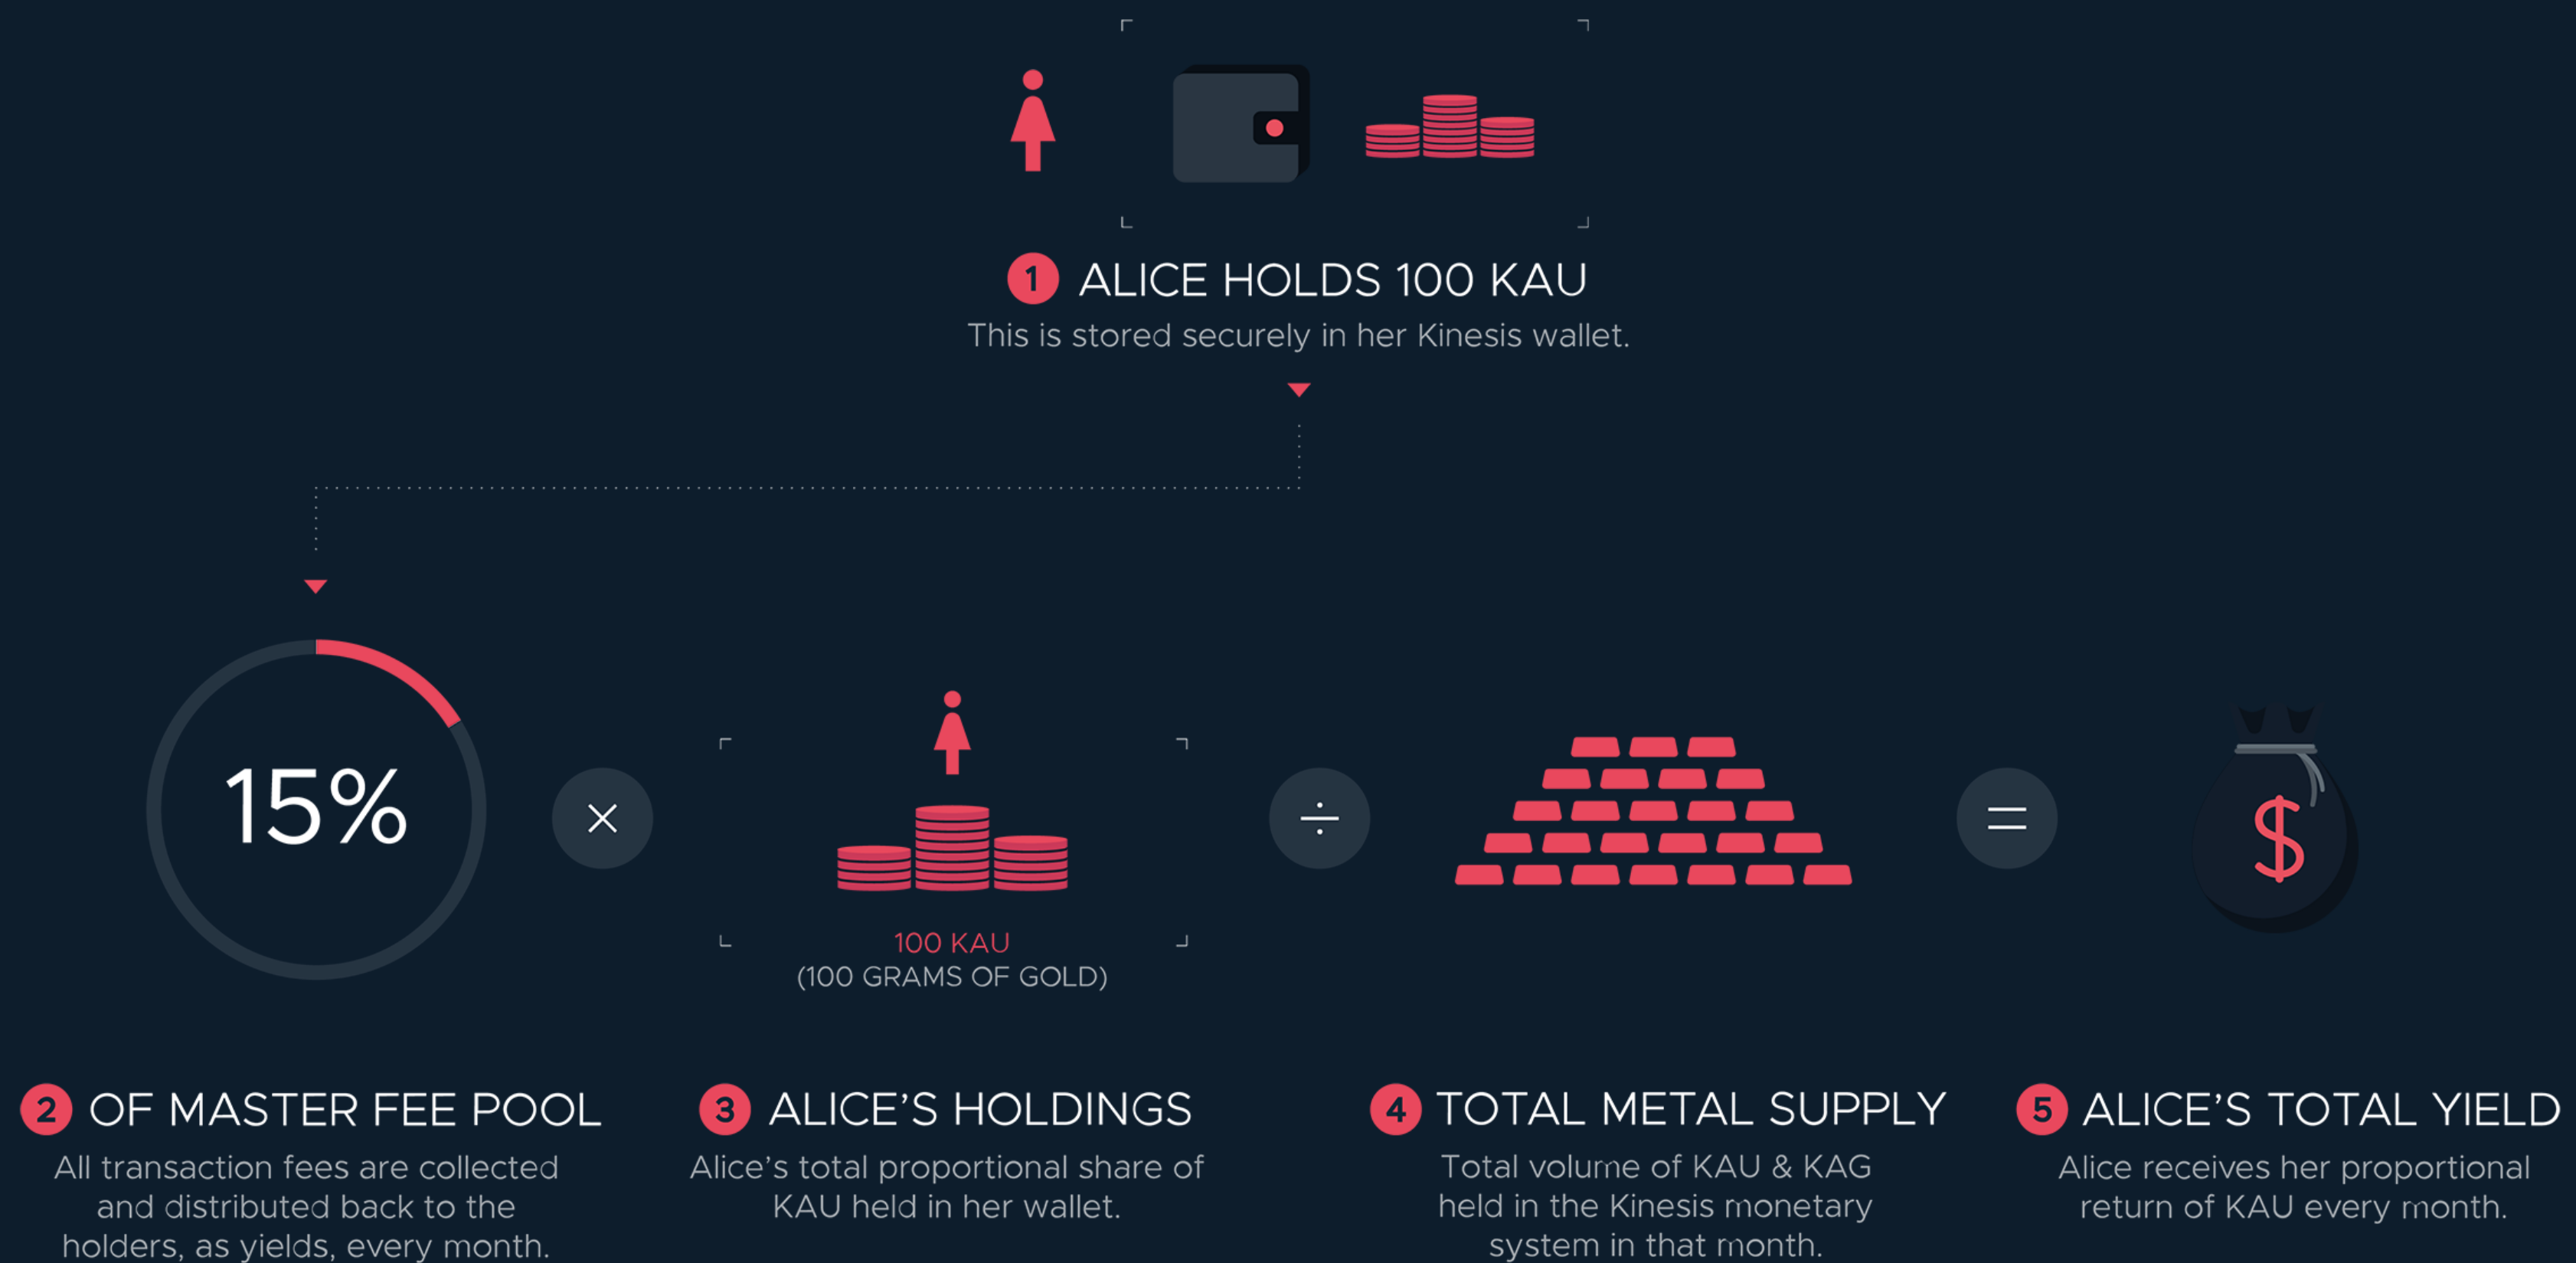 1 ALICE HOLDS 100 KAU
This is stored securely in her Kinesis wallet.
15%
×
100 KAU
(100 GRAMS OF GOLD)
÷
=
$
2 OF MASTER FEE POOL
All transaction fees are collected
and distributed back to the
holders, as yields, every month.
3 ALICE’S HOLDINGS
Alice’s total proportional share of
KAU held in her wallet.
4 TOTAL METAL SUPPLY
Total volume of KAU & KAG
held in the Kinesis monetary
system in that month.
5 ALICE’S TOTAL YIELD
Alice receives her proportional
return of KAU every month.